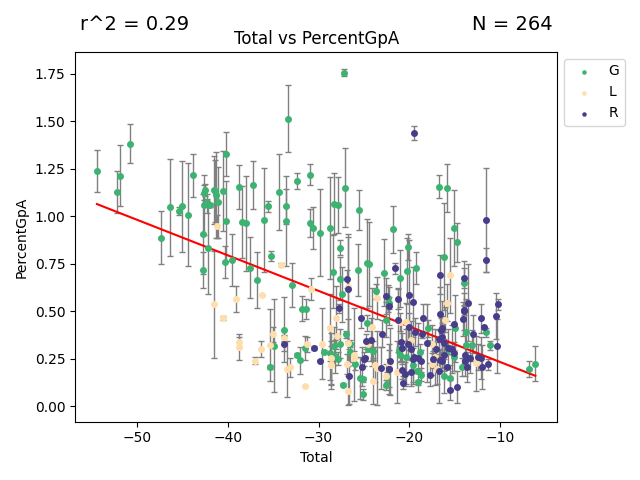 r^2 = 0.29
N = 264
Total vs PercentGpA
1.75
1.50
1.25
1.00
0.75
0.50
0.25
0.00
PercentGpA
−50
−40
−30
−20
−10
Total
G
L
R